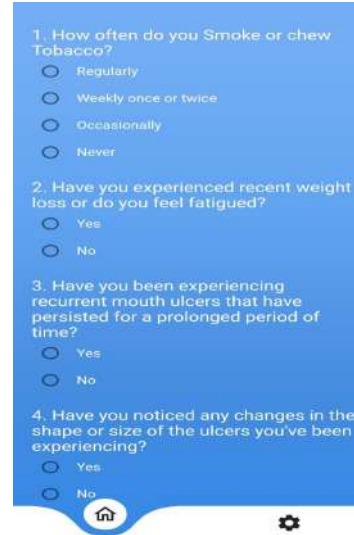 1. How often do you Smoke or chew
Tobacco?
Regularly
Weekly once or twice
Occasionally
Never
2. Have you experienced recent weight
loss or do you feel fatigued?
Yes
No
3. Have you been experiencing
recurrent mouth ulcers that have
persisted for a prolonged period of
time?
Yes
No
4. Have you noticed any changes in the
shape or size of the ulcers you've been
experiencing?
Yes
No